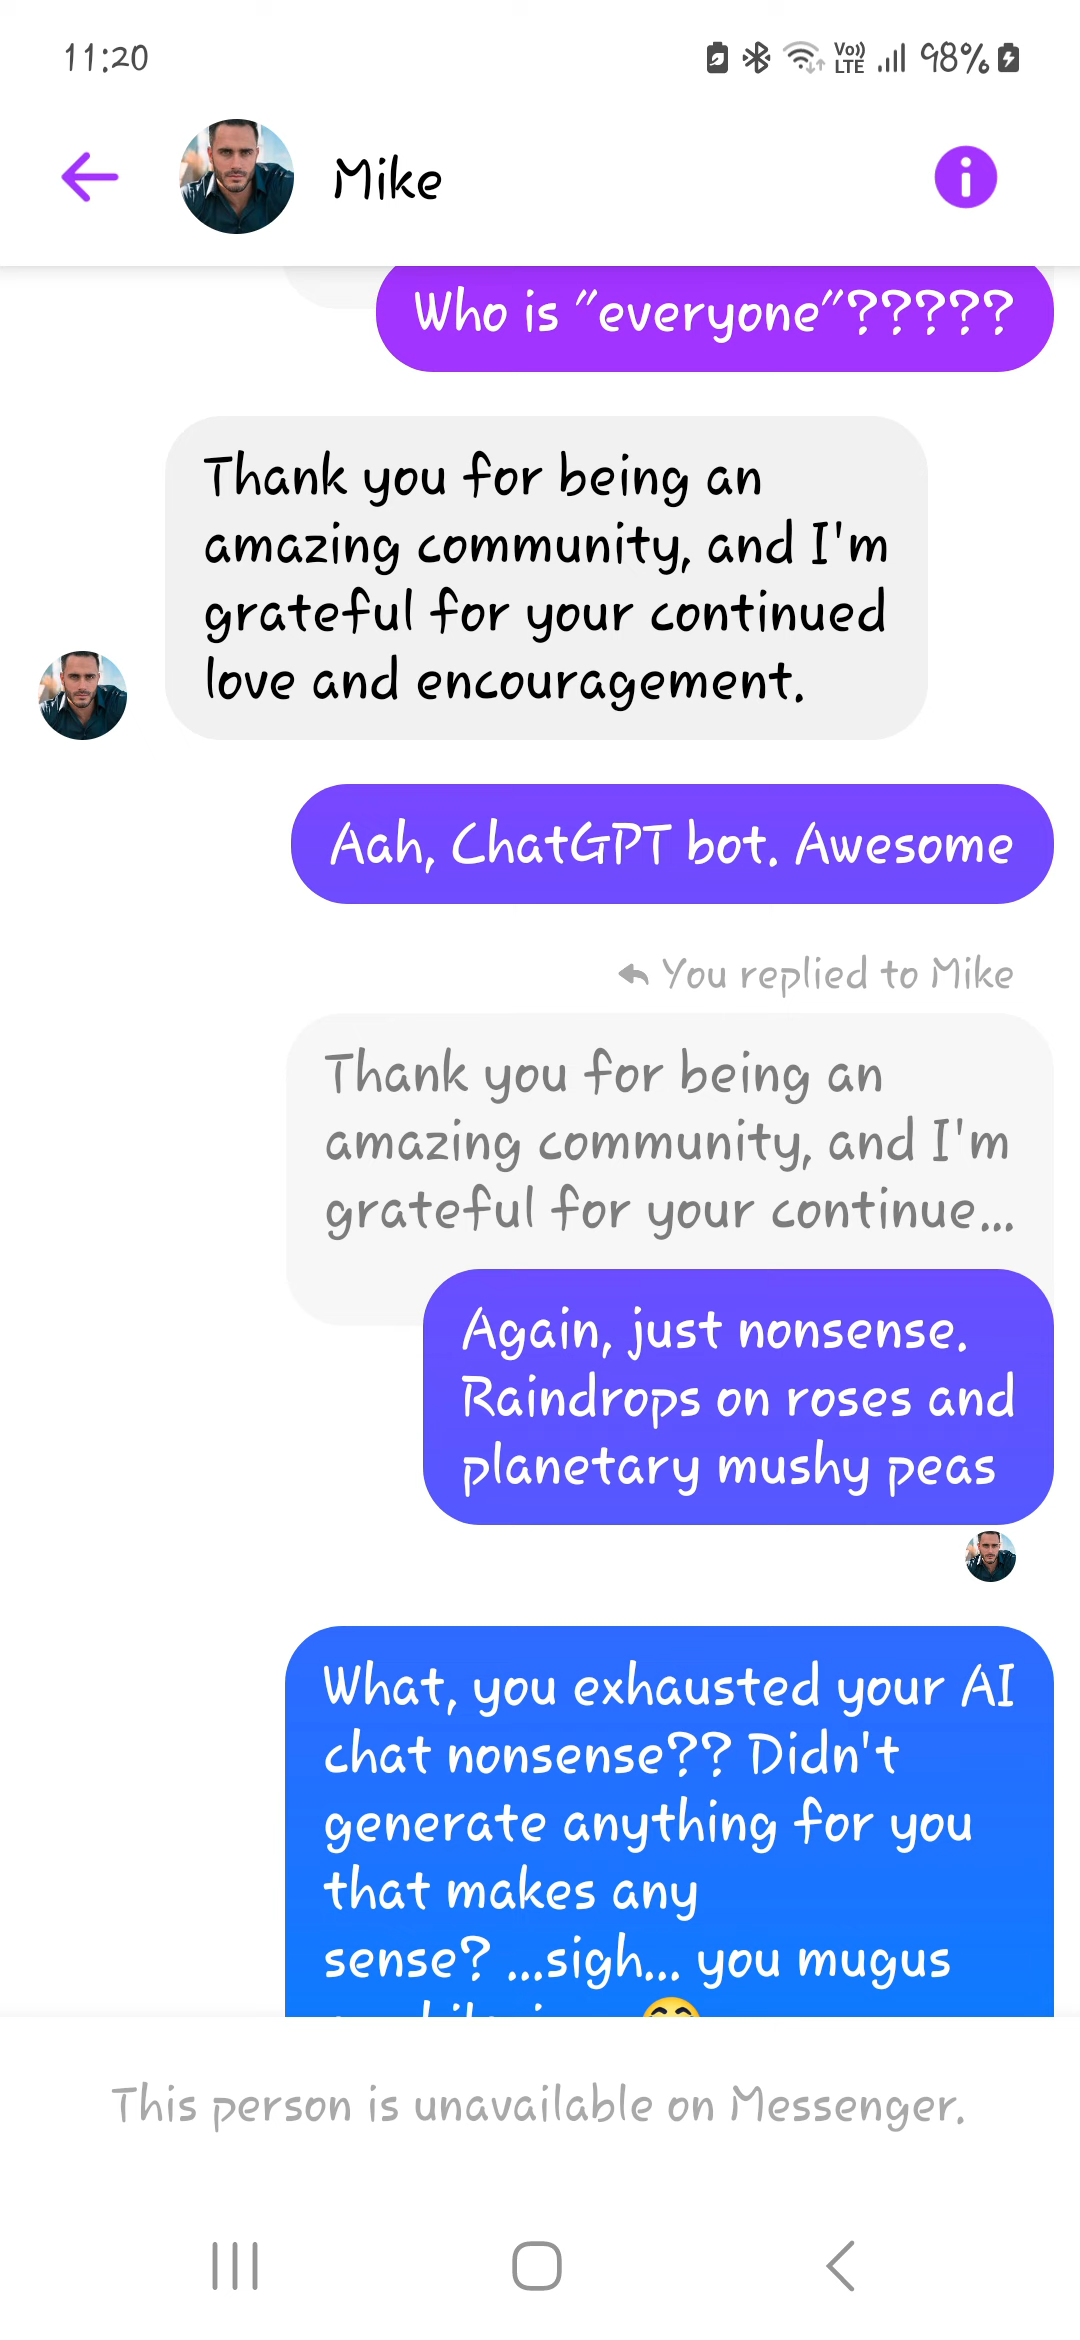 11:20
Vo))
LTE
98%
Mike
Who is "everyone"?????
Thank you for being an
amazing community, and I'm
grateful for your continued
love and encouragement.
Aah, ChatGPT bot. Awesome
You replied to Mike
Thank you for being an
amazing community, and I'm
grateful for your continue...
Again, just nonsense.
Raindrops on roses and
planetary mushy peas
What, you exhausted your AI
chat nonsense?? Didn't
generate anything for you
that makes any
sense? ...sigh... you mugus
This person is unavailable on Messenger.